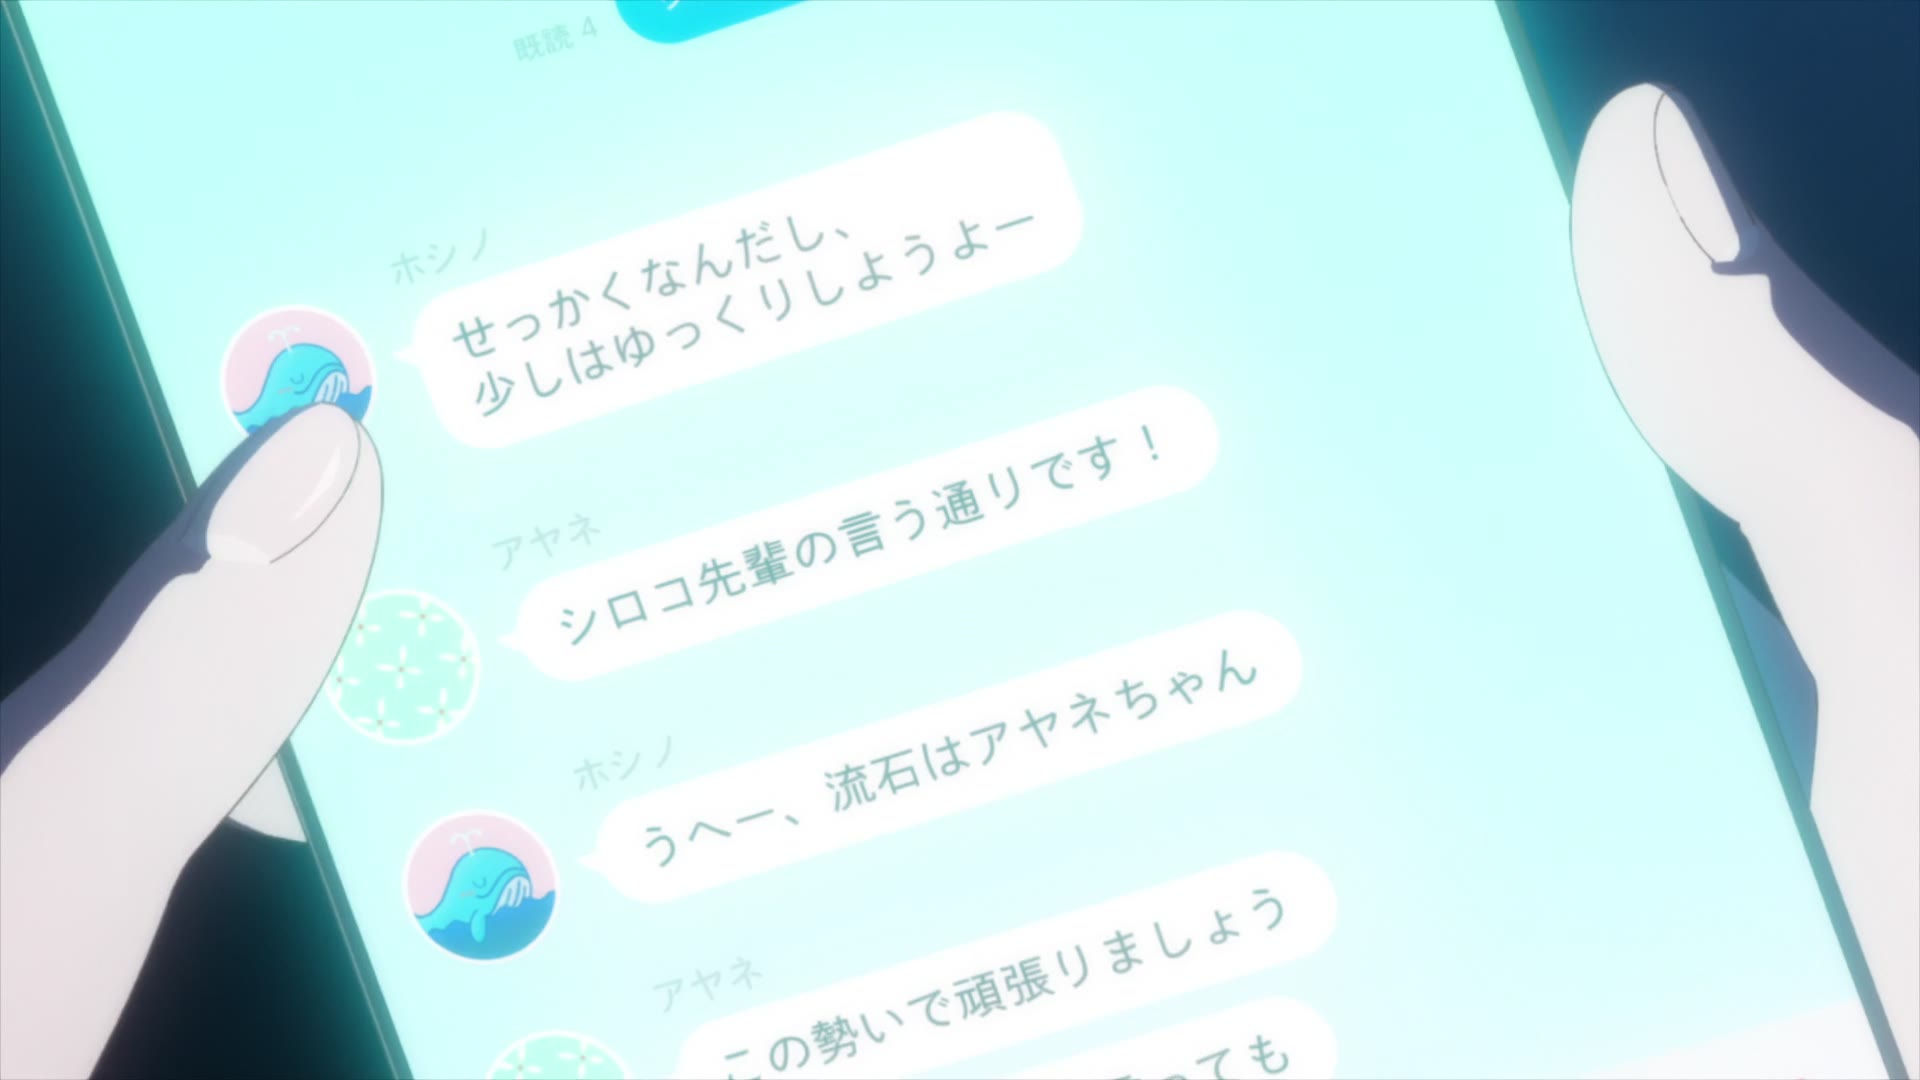 既読 4
ホシノ
せっかくなんだし、
少しはゆっくりしようよー
アヤネ
シロコ先輩の言う通りです！
ホシノ
うへー、流石はアヤネちゃん
アヤネ
この勢いで頑張りましょう
ても